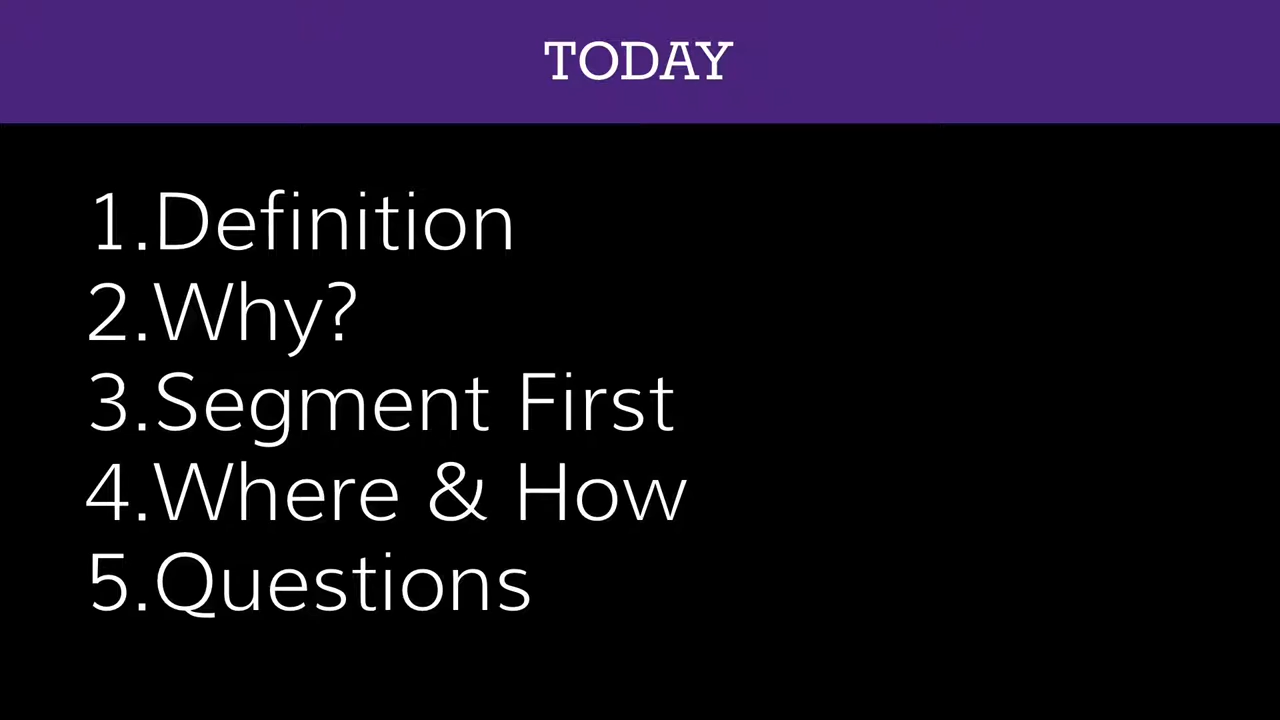 TODAY
1.Definition
2.Why?
3.Segment First
4.Where & How
5.Questions